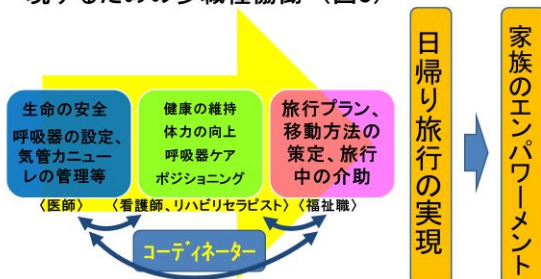 現するための多職種協働 〈図3〉
生命の安全
呼吸器の設定、
気管カニュー
レの管理等
健康の維持
体力の向上
呼吸器ケア
ポジショニング
旅行プラン、
移動方法の
策定、旅行
中の介助
〈医師〉 〈看護師、リハビリセラピスト〉 〈福祉職〉
コーディネーター
日帰り旅行の実現
家族のエンパワーメント